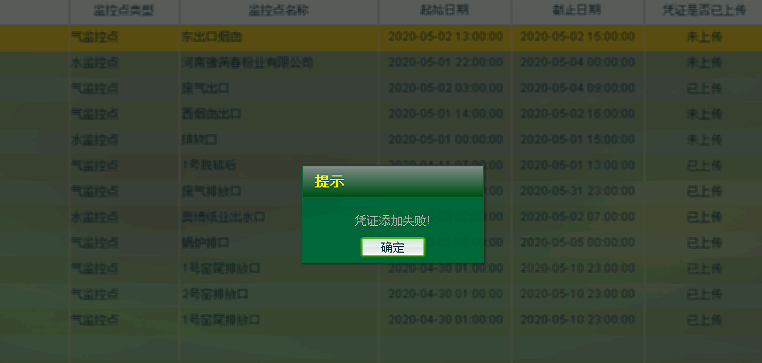 监控点类型 监控点名称 起始日期 截止日期 凭证是否已上传
气监控点 东出口烟囱 2020-05-02 13:00:00 2020-05-02 15:00:00 未上传
水监控点 2020-05-01 22:00:00 2020-05-04 00:00:00 未上传
气监控点 废气出口 2020-05-02 03:00:00 2020-05-04 09:00:00 已上传
气监控点 西烟囱出口 2020-05-01 14:00:00 2020-05-02 16:00:00 未上传
水监控点 排放口 2020-05-01 00:00:00 2020-05-01 15:00:00 未上传
气监控点 1号脱硫后 2020-05-01 13:00:00 已上传
气监控点 废气排放口 2020-05-31 23:00:00 已上传
水监控点 2020-05-02 07:00:00 已上传
气监控点 锅炉排口 2020-05-05 00:00:00 已上传
气监控点 1号窑尾排放口 2020-04-30 01:00:00 2020-05-10 23:00:00 已上传
气监控点 2号窑排放口 2020-04-30 01:00:00 2020-05-10 23:00:00 已上传
气监控点 1号窑尾排放口 2020-04-30 01:00:00 2020-05-10 23:00:00 已上传
提示
凭证添加失败!
确定